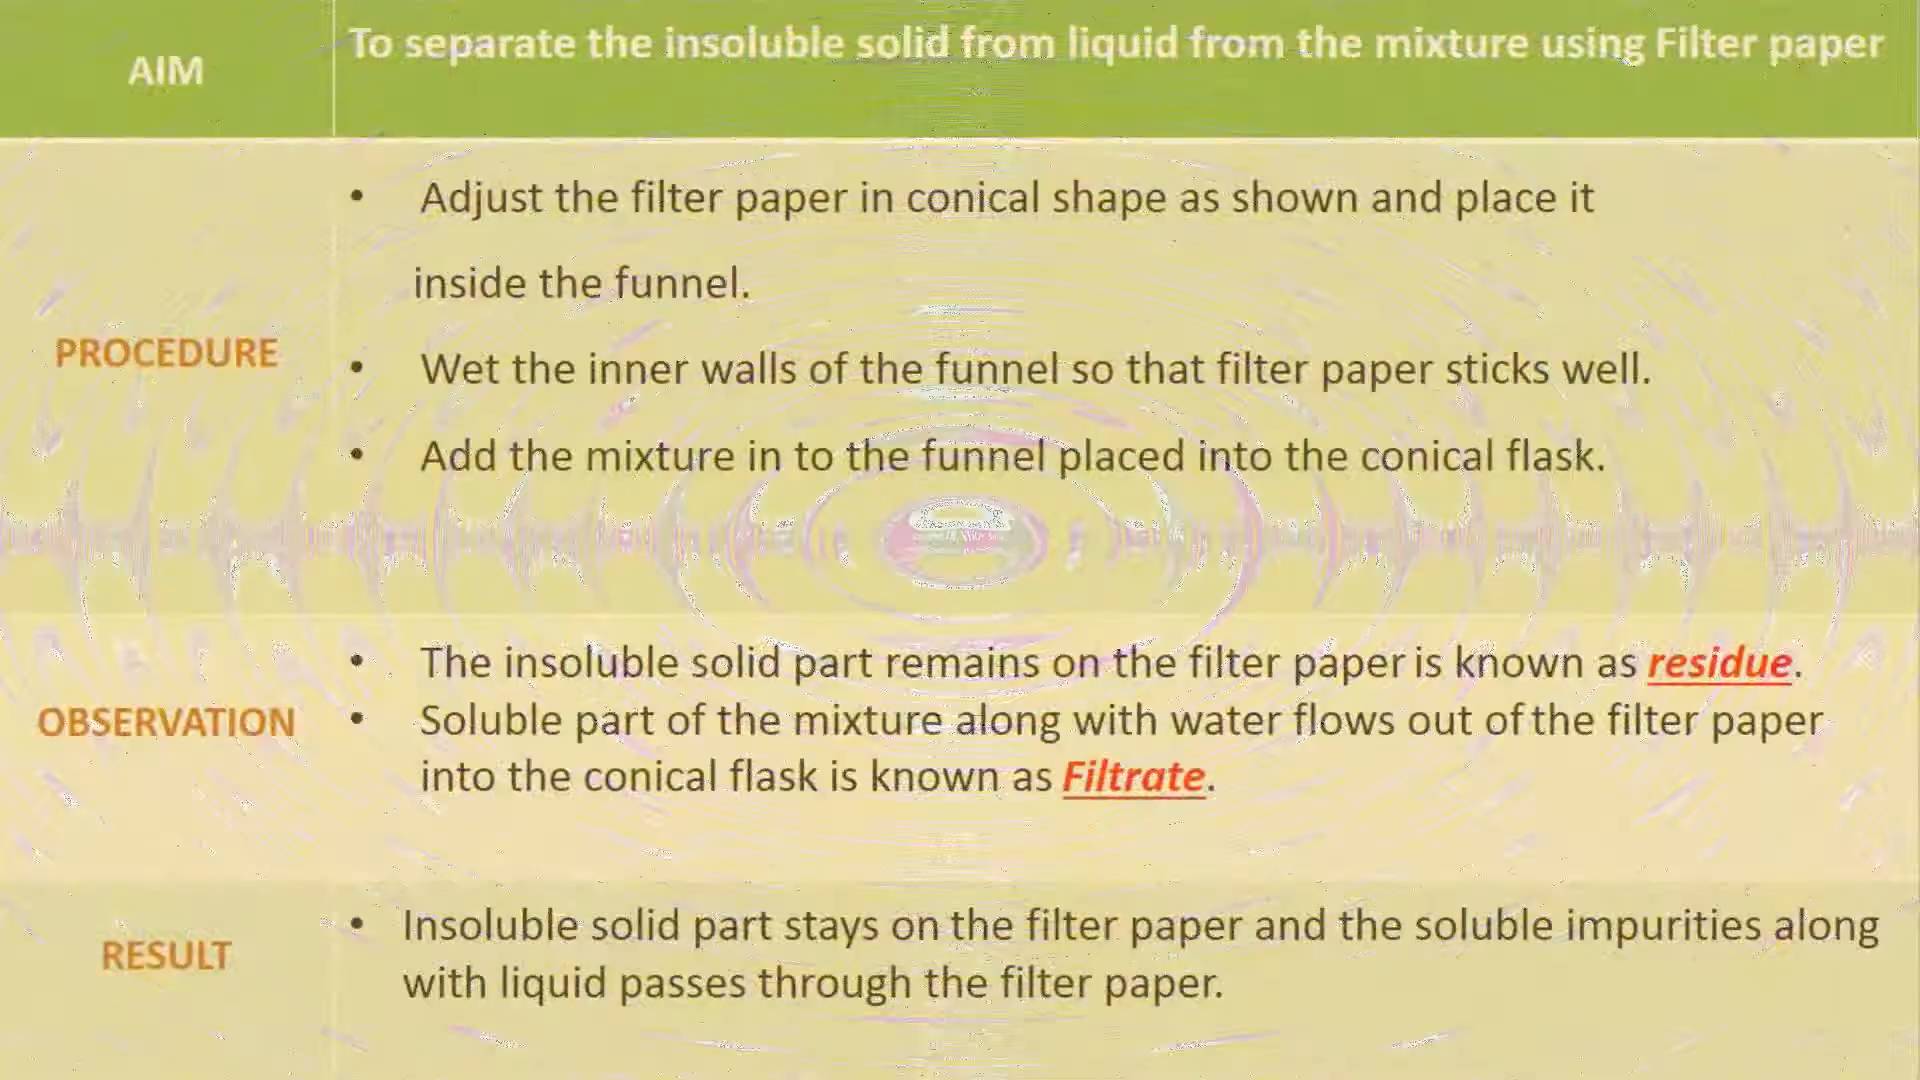 AIM
To separate the insoluble solid from liquid from the mixture using Filter paper
PROCEDURE
• Adjust the filter paper in conical shape as shown and place it
inside the funnel.
• Wet the inner walls of the funnel so that filter paper sticks well.
• Add the mixture in to the funnel placed into the conical flask.
OBSERVATION
• The insoluble solid part remains on the filter paper is known as residue.
• Soluble part of the mixture along with water flows out of the filter paper
into the conical flask is known as Filtrate.
RESULT
• Insoluble solid part stays on the filter paper and the soluble impurities along
with liquid passes through the filter paper.